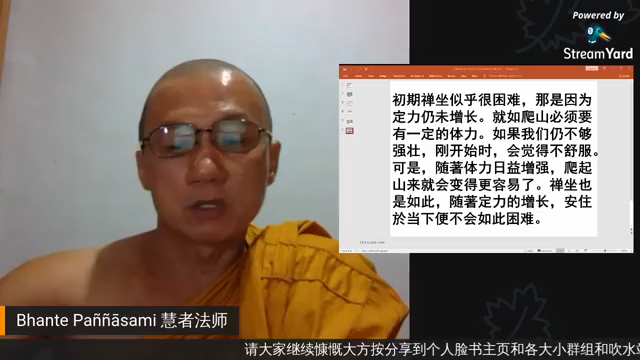 Powered by
StreamYard
初期禅坐似乎很困难，那是因为
定力仍未增长。就如爬山必须要
有一定的体力。如果我们仍不够
强壮，刚开始时，会觉得不舒服。
可是，随著体力日益增强，爬起
山来就会变得更容易了。禅坐也
是如此，随著定力的增长，安住
於当下便不会如此困难。
Bhante Paññāsami 慧者法师
请大家继续慷慨大方按分享到个人脸书主页和各大小群组和吹水